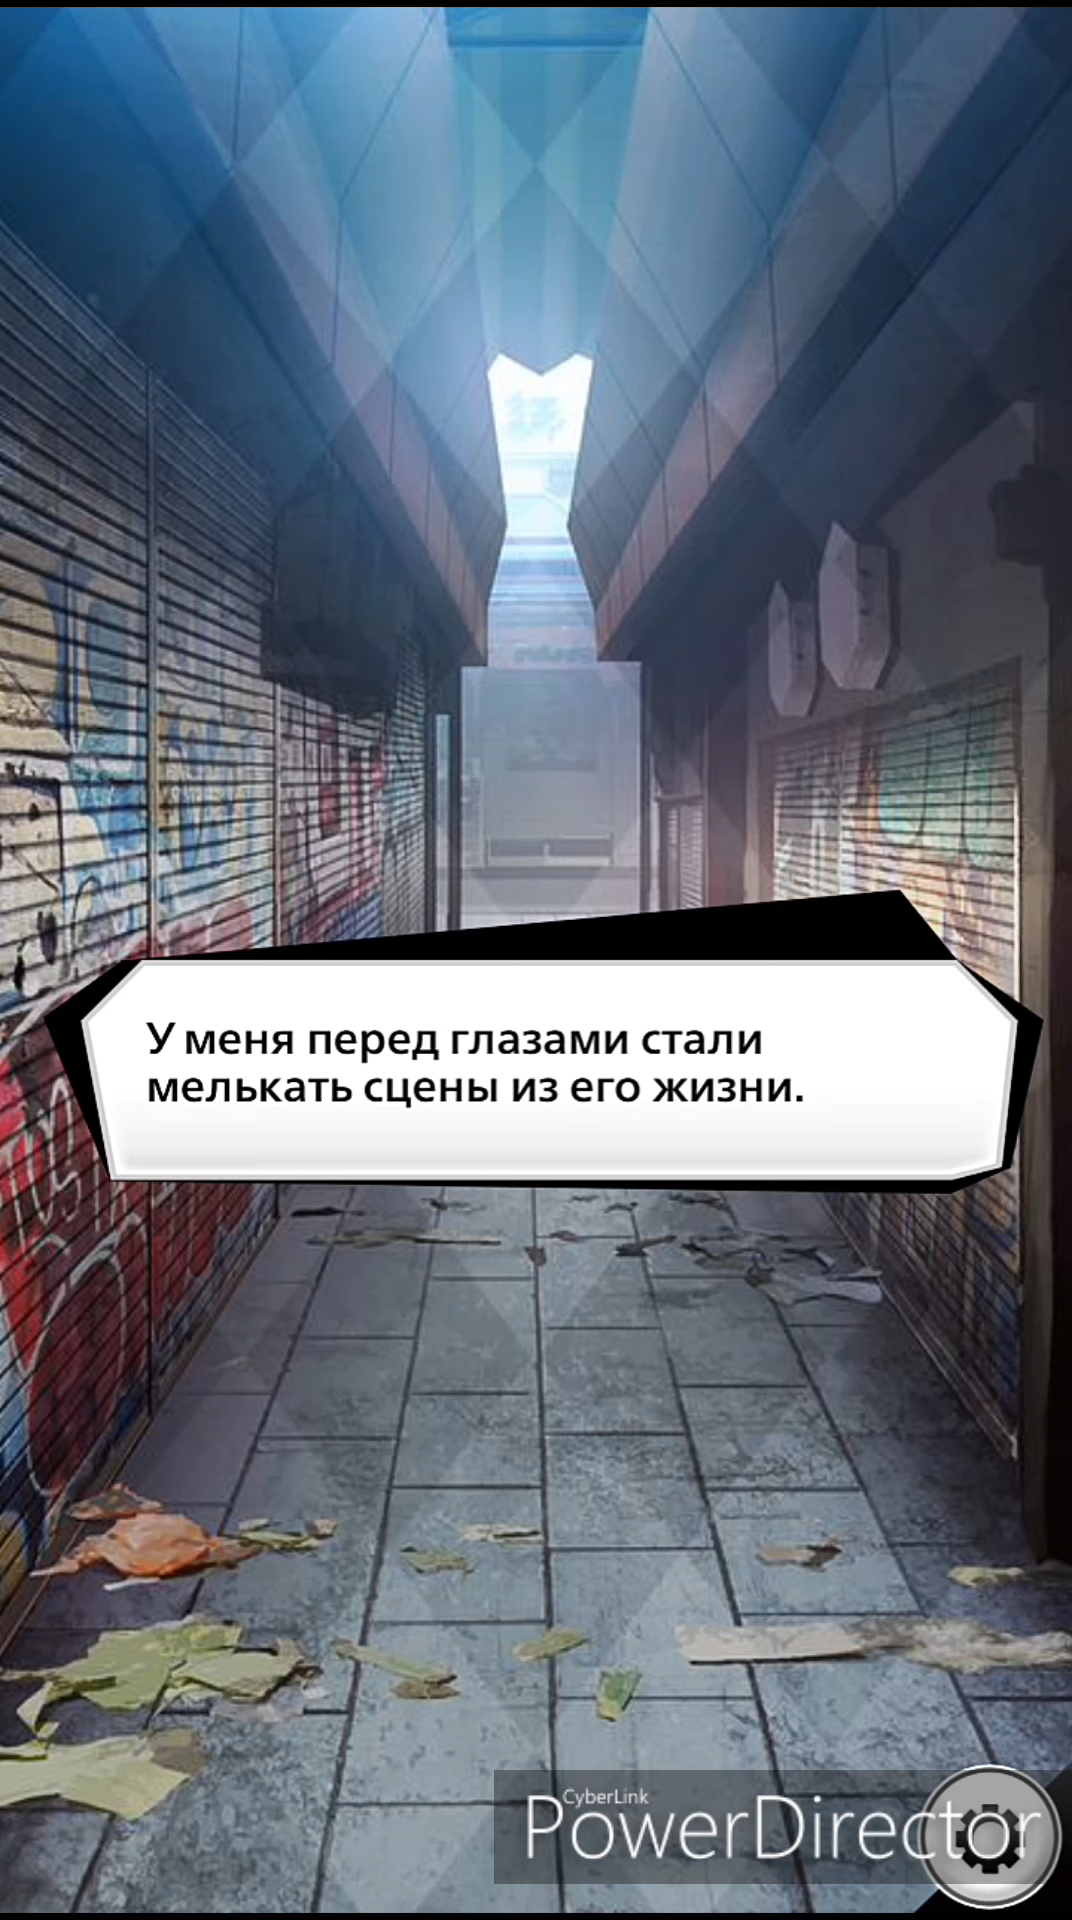 У меня перед глазами стали
мелькать сцены из его жизни.
CyberLink
PowerDirector